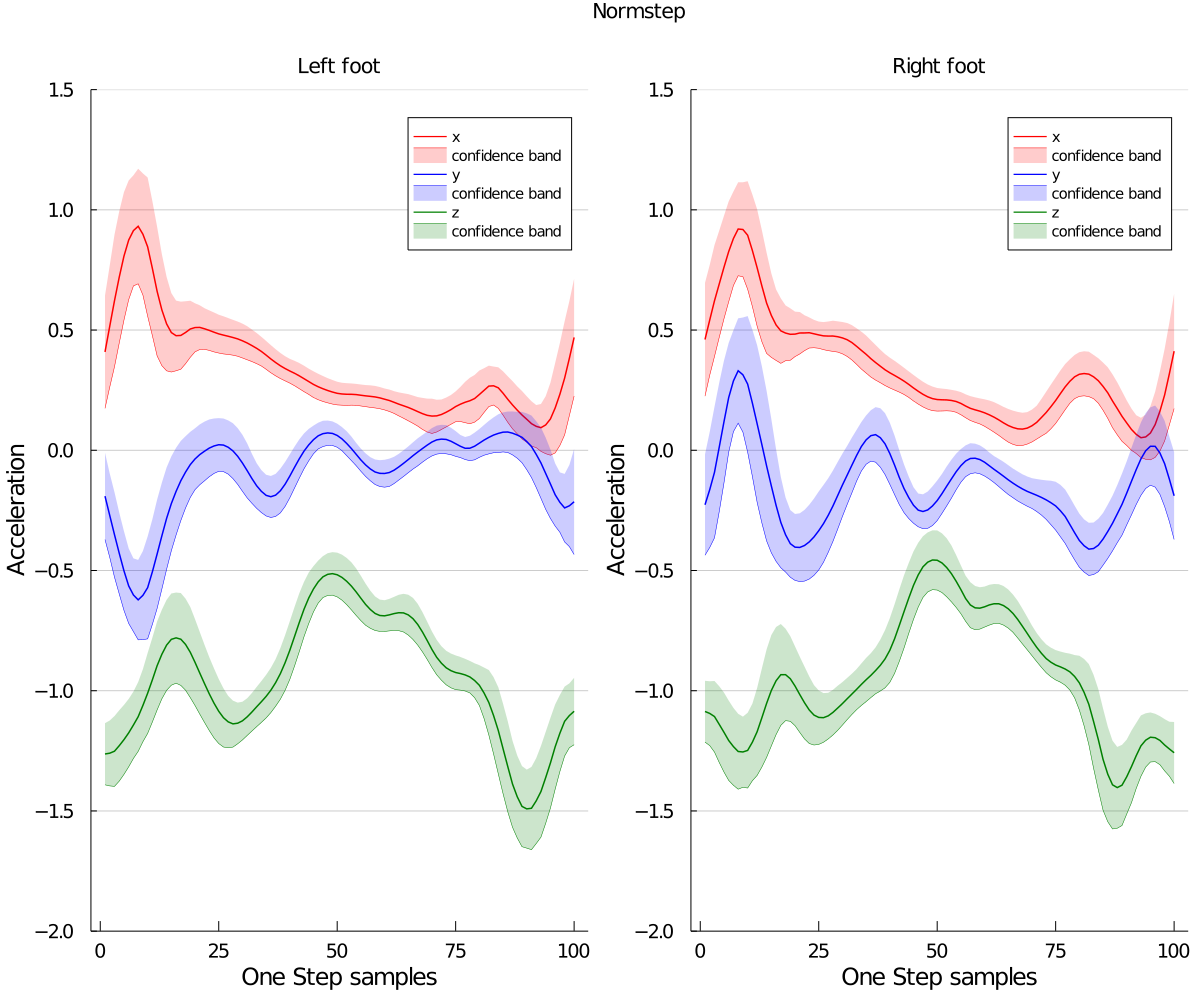 Normstep
Left foot
1.5
1.0
0.5
0.0
−0.5
−1.0
−1.5
−2.0
Acceleration
x
confidence band
y
confidence band
z
confidence band
0
25
50
75
100
One Step samples
Right foot
1.5
1.0
0.5
0.0
−0.5
−1.0
−1.5
−2.0
Acceleration
x
confidence band
y
confidence band
z
confidence band
0
25
50
75
100
One Step samples